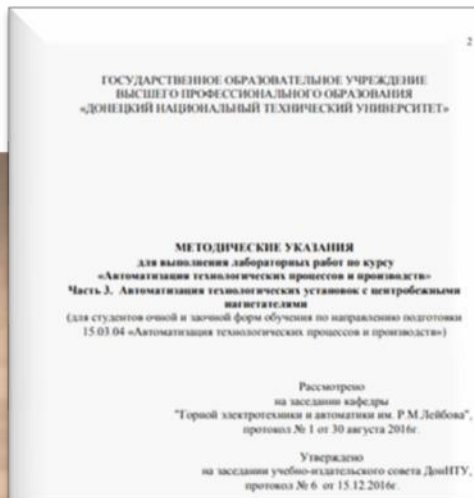 2
ГОСУДАРСТВЕННОЕ ОБРАЗОВАТЕЛЬНОЕ УЧРЕЖДЕНИЕ
ВЫСШЕГО ПРОФЕССИОНАЛЬНОГО ОБРАЗОВАНИЯ
«ДОНЕЦКИЙ НАЦИОНАЛЬНЫЙ ТЕХНИЧЕСКИЙ УНИВЕРСИТЕТ»
МЕТОДИЧЕСКИЕ УКАЗАНИЯ
для выполнения лабораторных работ по курсу
«Автоматизация технологических процессов и производств»
Часть 3. Автоматизация технологических установок с центробежными
нагнетателями
(для студентов очной и заочной форм обучения по направлению подготовки
15.03.04 «Автоматизация технологических процессов и производств»)
Рассмотрено
на заседании кафедры
"Горной электротехники и автоматики им. Р.М.Лейбова",
протокол № 1 от 30 августа 2016г.
Утверждено
на заседании учебно-издательского совета ДонНТУ,
протокол № 6 от 15.12.2016г.